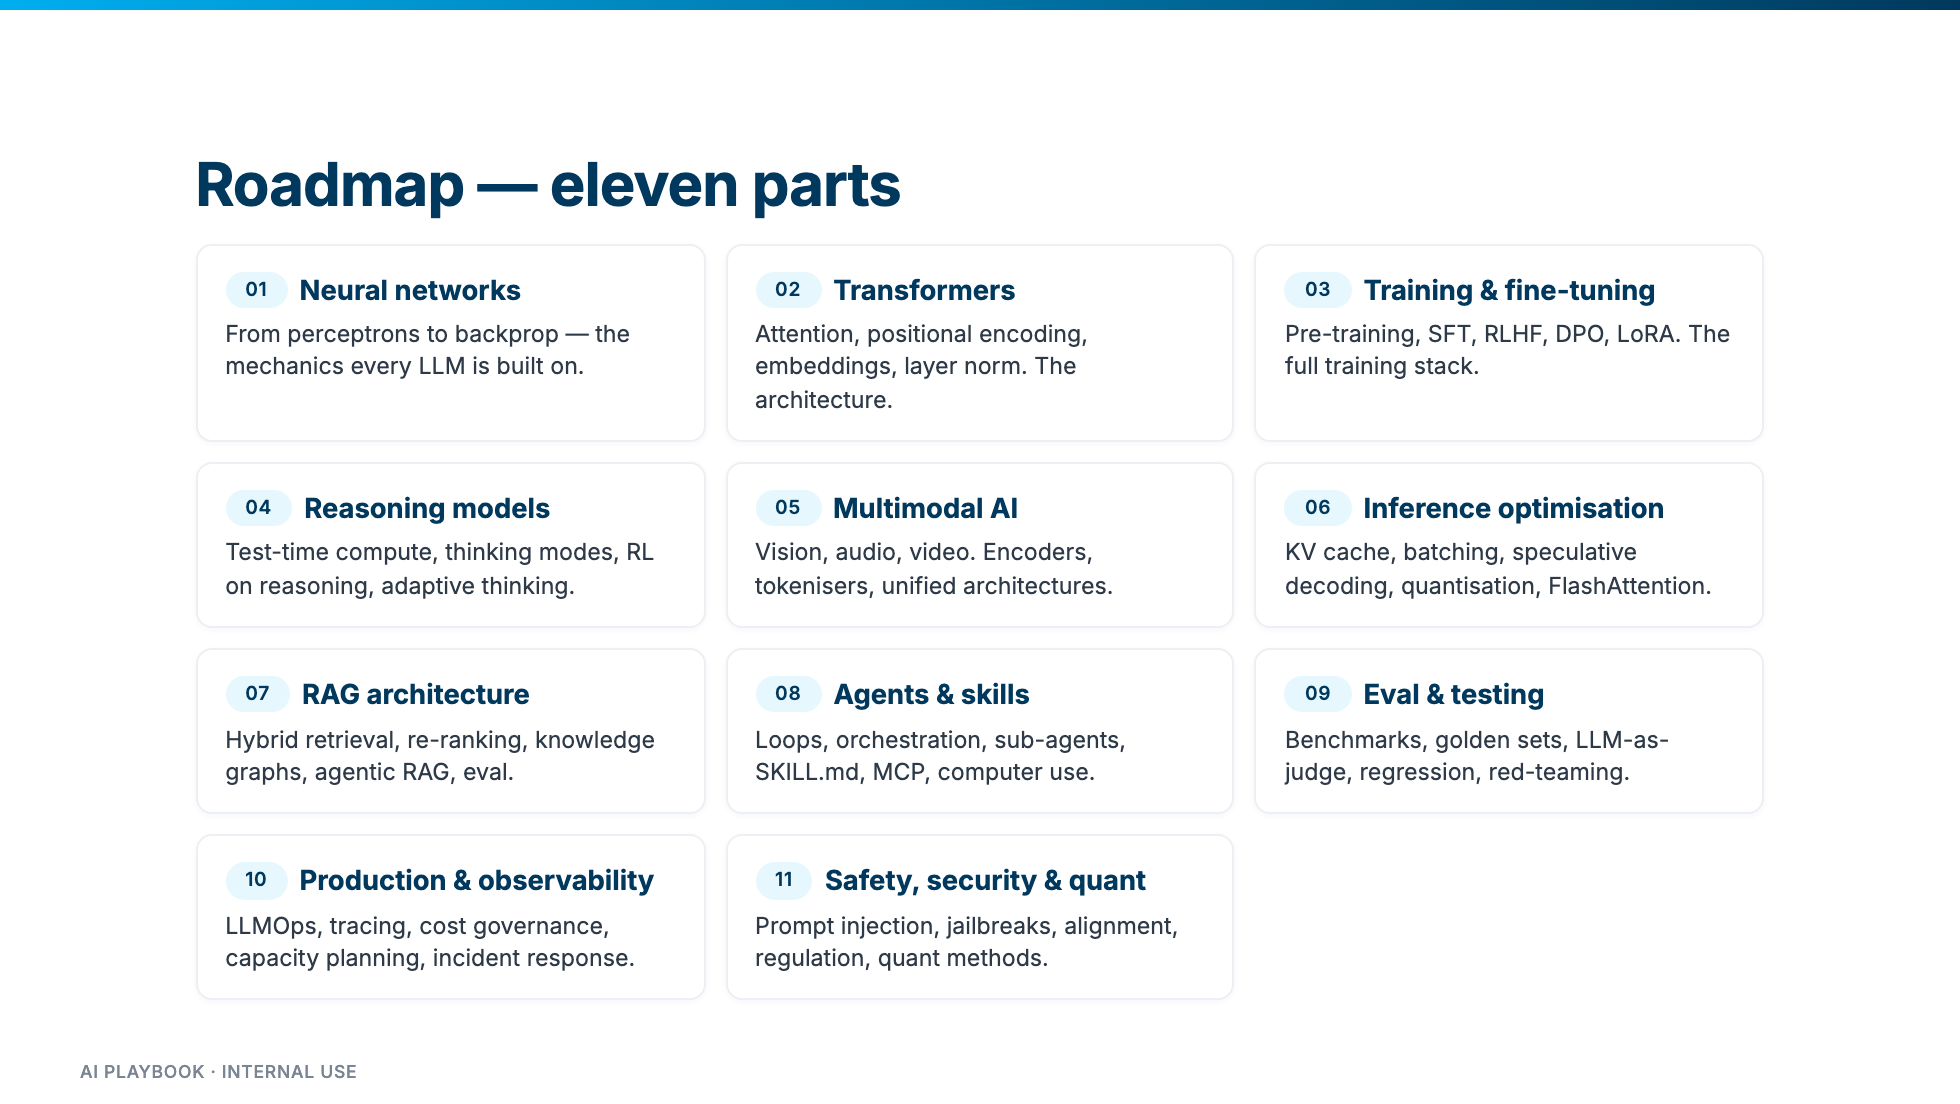 Roadmap — eleven parts
01 Neural networks
From perceptrons to backprop — the
mechanics every LLM is built on.
02 Transformers
Attention, positional encoding,
embeddings, layer norm. The
architecture.
03 Training & fine-tuning
Pre-training, SFT, RLHF, DPO, LoRA. The
full training stack.
04 Reasoning models
Test-time compute, thinking modes, RL
on reasoning, adaptive thinking.
05 Multimodal AI
Vision, audio, video. Encoders,
tokenisers, unified architectures.
06 Inference optimisation
KV cache, batching, speculative
decoding, quantisation, FlashAttention.
07 RAG architecture
Hybrid retrieval, re-ranking, knowledge
graphs, agentic RAG, eval.
08 Agents & skills
Loops, orchestration, sub-agents,
SKILL.md, MCP, computer use.
09 Eval & testing
Benchmarks, golden sets, LLM-as-
judge, regression, red-teaming.
10 Production & observability
LLMOps, tracing, cost governance,
capacity planning, incident response.
11 Safety, security & quant
Prompt injection, jailbreaks, alignment,
regulation, quant methods.
AI PLAYBOOK · INTERNAL USE